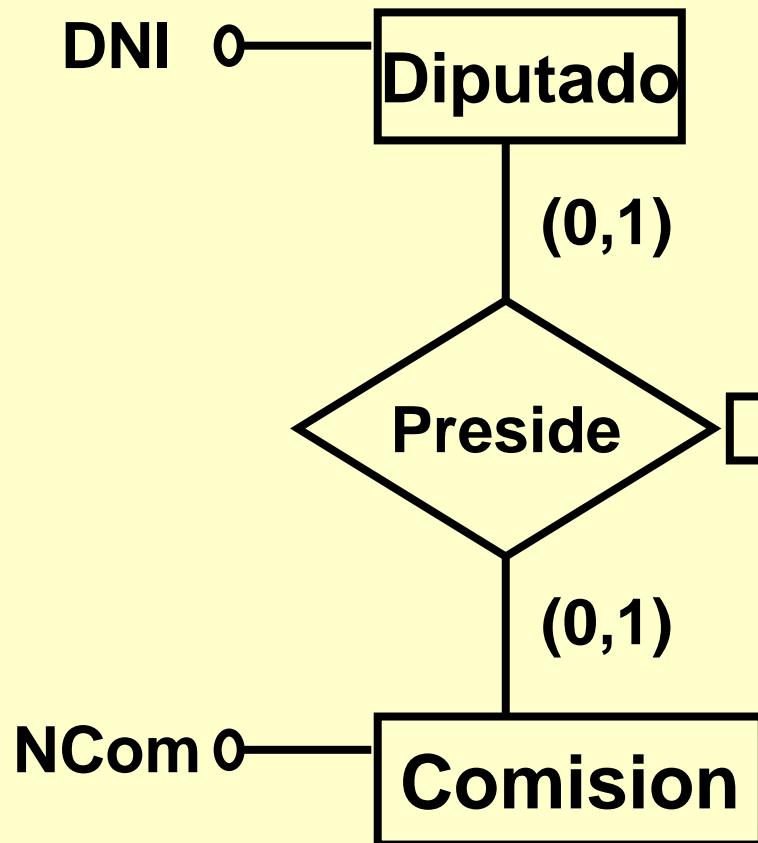 DNI
Diputado
(0,1)
Preside
(0,1)
NCom
Comision